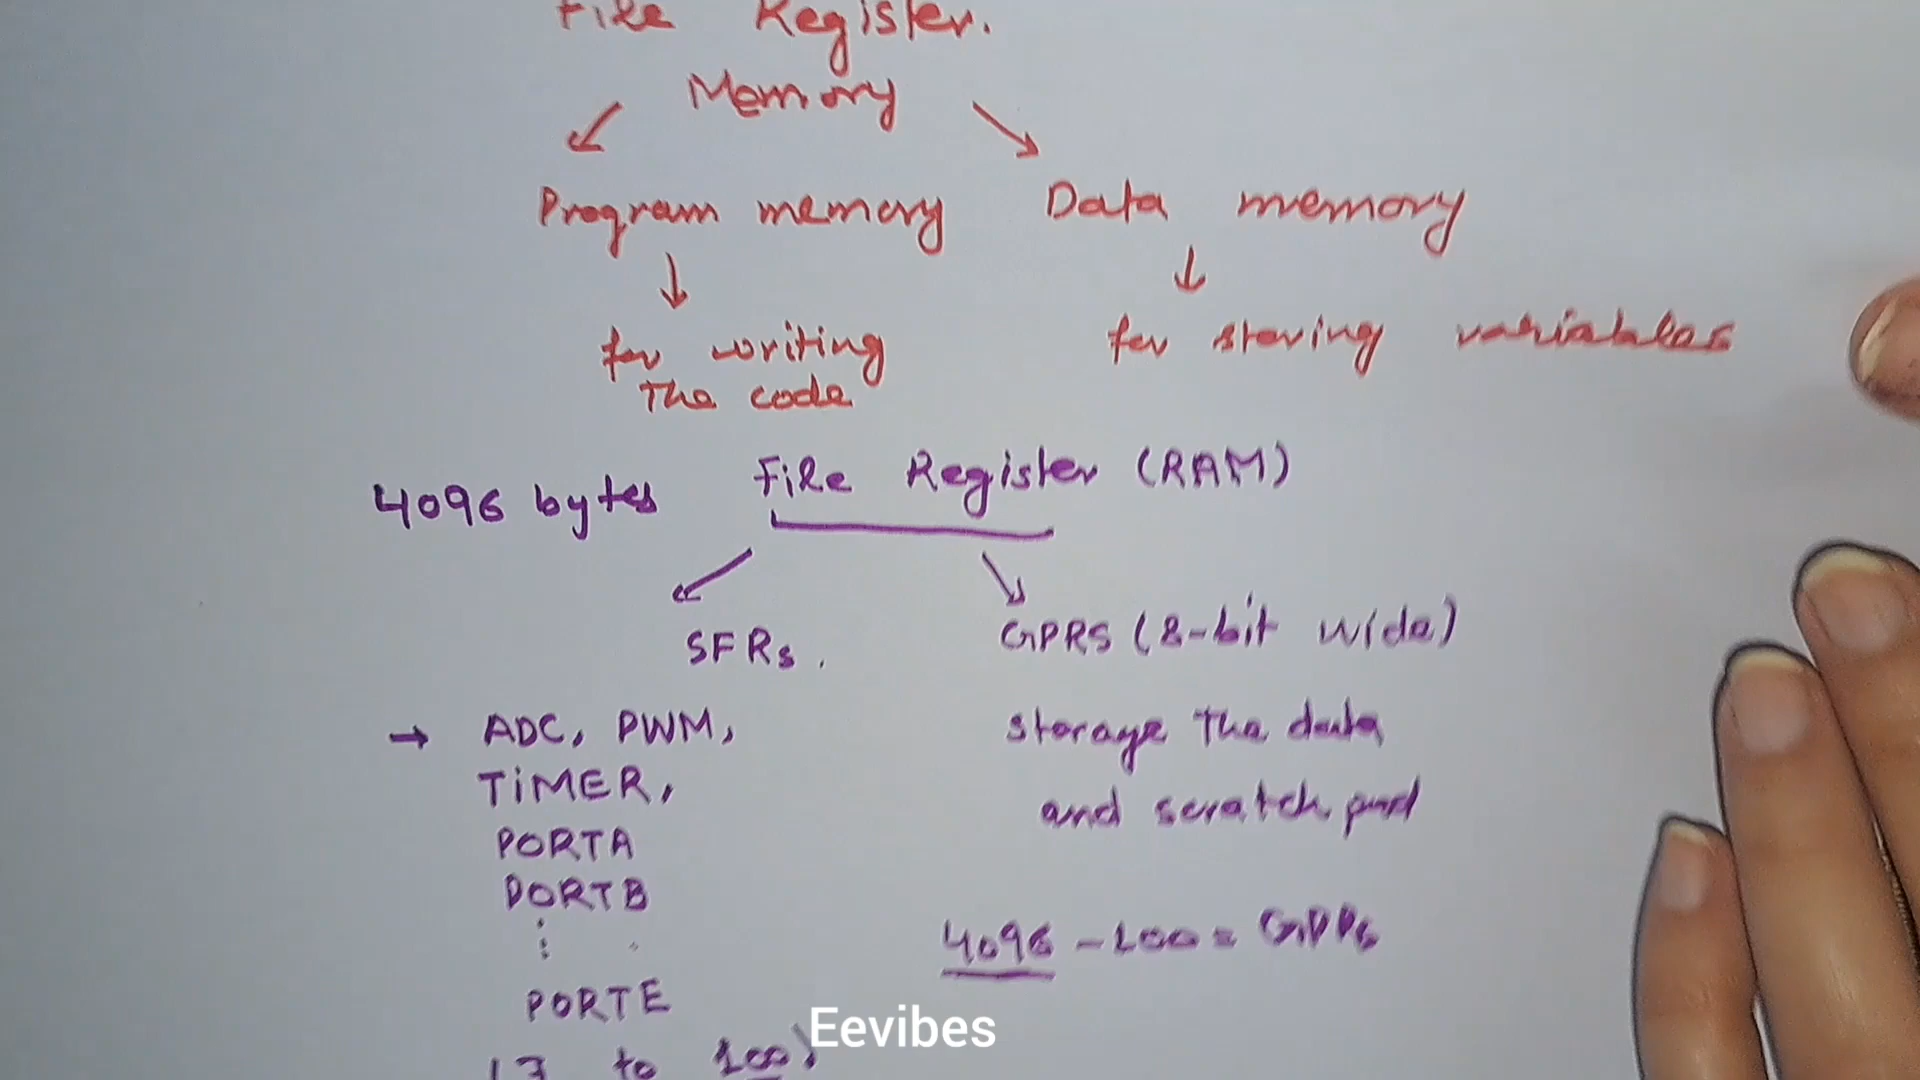 File Register.
Memory
Program memory Data memory
for writing
The code
for storing variables
4096 bytes File Register (RAM)
SFRs. GPRS (8-bit wide)
→ ADC, PWM,
TiMER,
PORTA
PORTB
PORTE
storage The data
and scratch pad
4096 - 100 = GPRs
to 100)
Eevibes